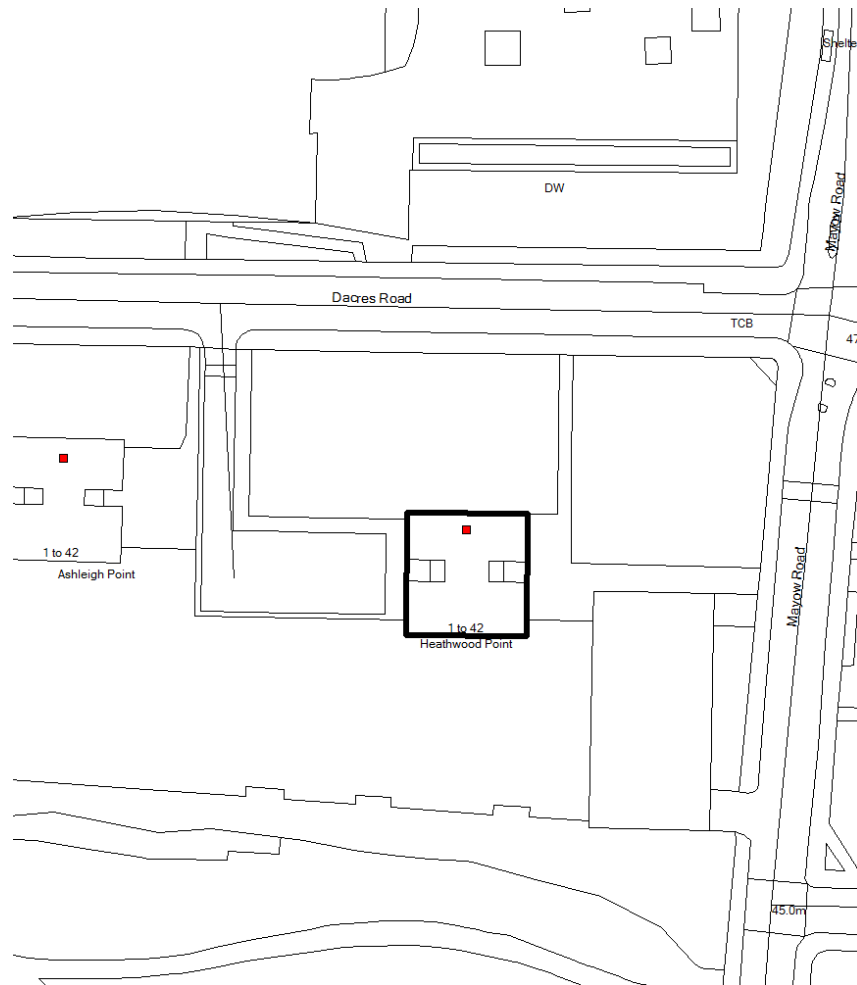 Shelte
DW
Mayow Road
Dacres Road
TCB
47
1 to 42
Ashleigh Point
1 to 42
Heathwood Point
Mayow Road
45.0m